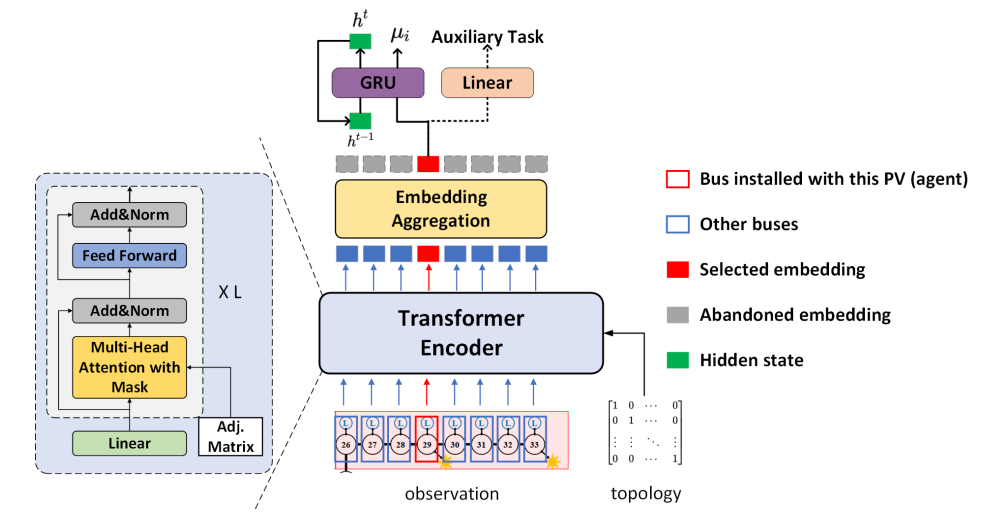 h^t
μ_i
Auxiliary Task
GRU
Linear
h^{t-1}
Embedding
Aggregation
Transformer
Encoder
L L L L L L L L
26 27 28 29 30 31 32 33
observation
1 0 ⋯ 0
0 1 ⋯ 0
⋮ ⋮ ⋱ ⋮
0 0 ⋯ 1
topology
Add&Norm
Feed Forward
Add&Norm
Multi-Head
Attention with
Mask
X L
Linear
Adj.
Matrix
Bus installed with this PV (agent)
Other buses
Selected embedding
Abandoned embedding
Hidden state